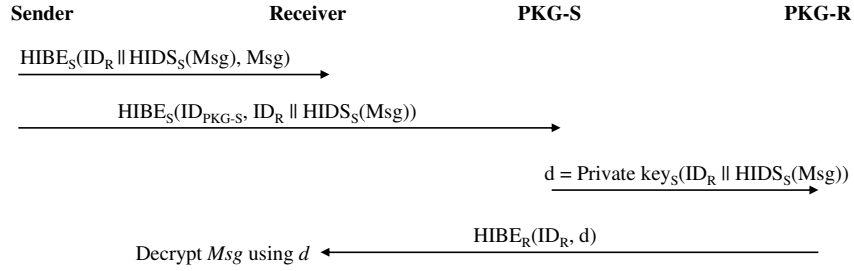 Sender Receiver PKG-S PKG-R
HIBE_S(ID_R || HIDS_S(Msg), Msg)
HIBE_S(ID_PKG-S, ID_R || HIDS_S(Msg))
d = Private key_S(ID_R || HIDS_S(Msg))
HIBE_R(ID_R, d)
Decrypt Msg using d